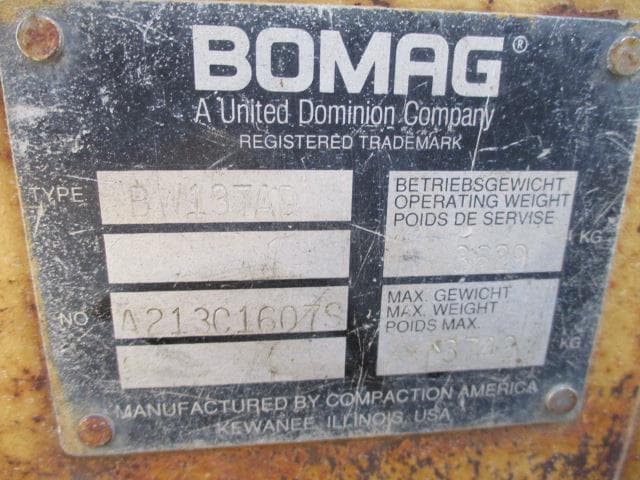 BOMAG®
A United Dominion Company
REGISTERED TRADEMARK
TYPE BW137AD
BETRIEBSGEWICHT
OPERATING WEIGHT
POIDS DE SERVISE
KG
NO A213C1607S
MAX. GEWICHT
MAX. WEIGHT
POIDS MAX.
KG
MANUFACTURED BY COMPACTION AMERICA
KEWANEE, ILLINOIS, USA